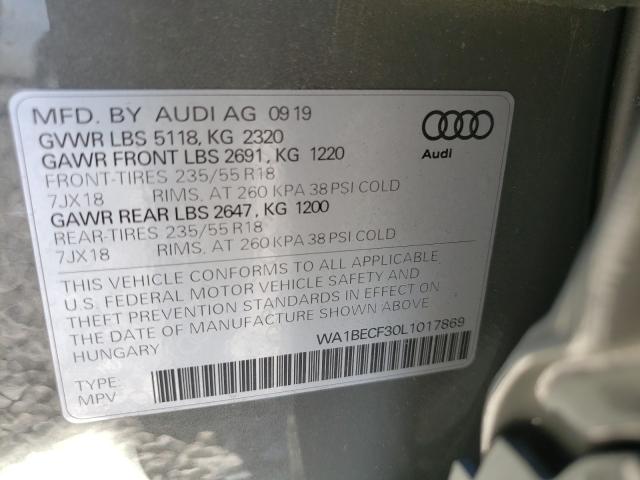 MFD. BY AUDI AG 09 19
GVWR LBS 5118, KG 2320
GAWR FRONT LBS 2691, KG 1220
FRONT-TIRES 235/55 R18
7JX18 RIMS, AT 260 KPA 38 PSI COLD
GAWR REAR LBS 2647, KG 1200
REAR-TIRES 235/55 R18
7JX18 RIMS, AT 260 KPA 38 PSI COLD
THIS VEHICLE CONFORMS TO ALL APPLICABLE
U.S. FEDERAL MOTOR VEHICLE SAFETY AND
THEFT PREVENTION STANDARDS IN EFFECT ON
THE DATE OF MANUFACTURE SHOWN ABOVE
HUNGARY
WA1BECF30L1017869
TYPE:
MPV
Audi